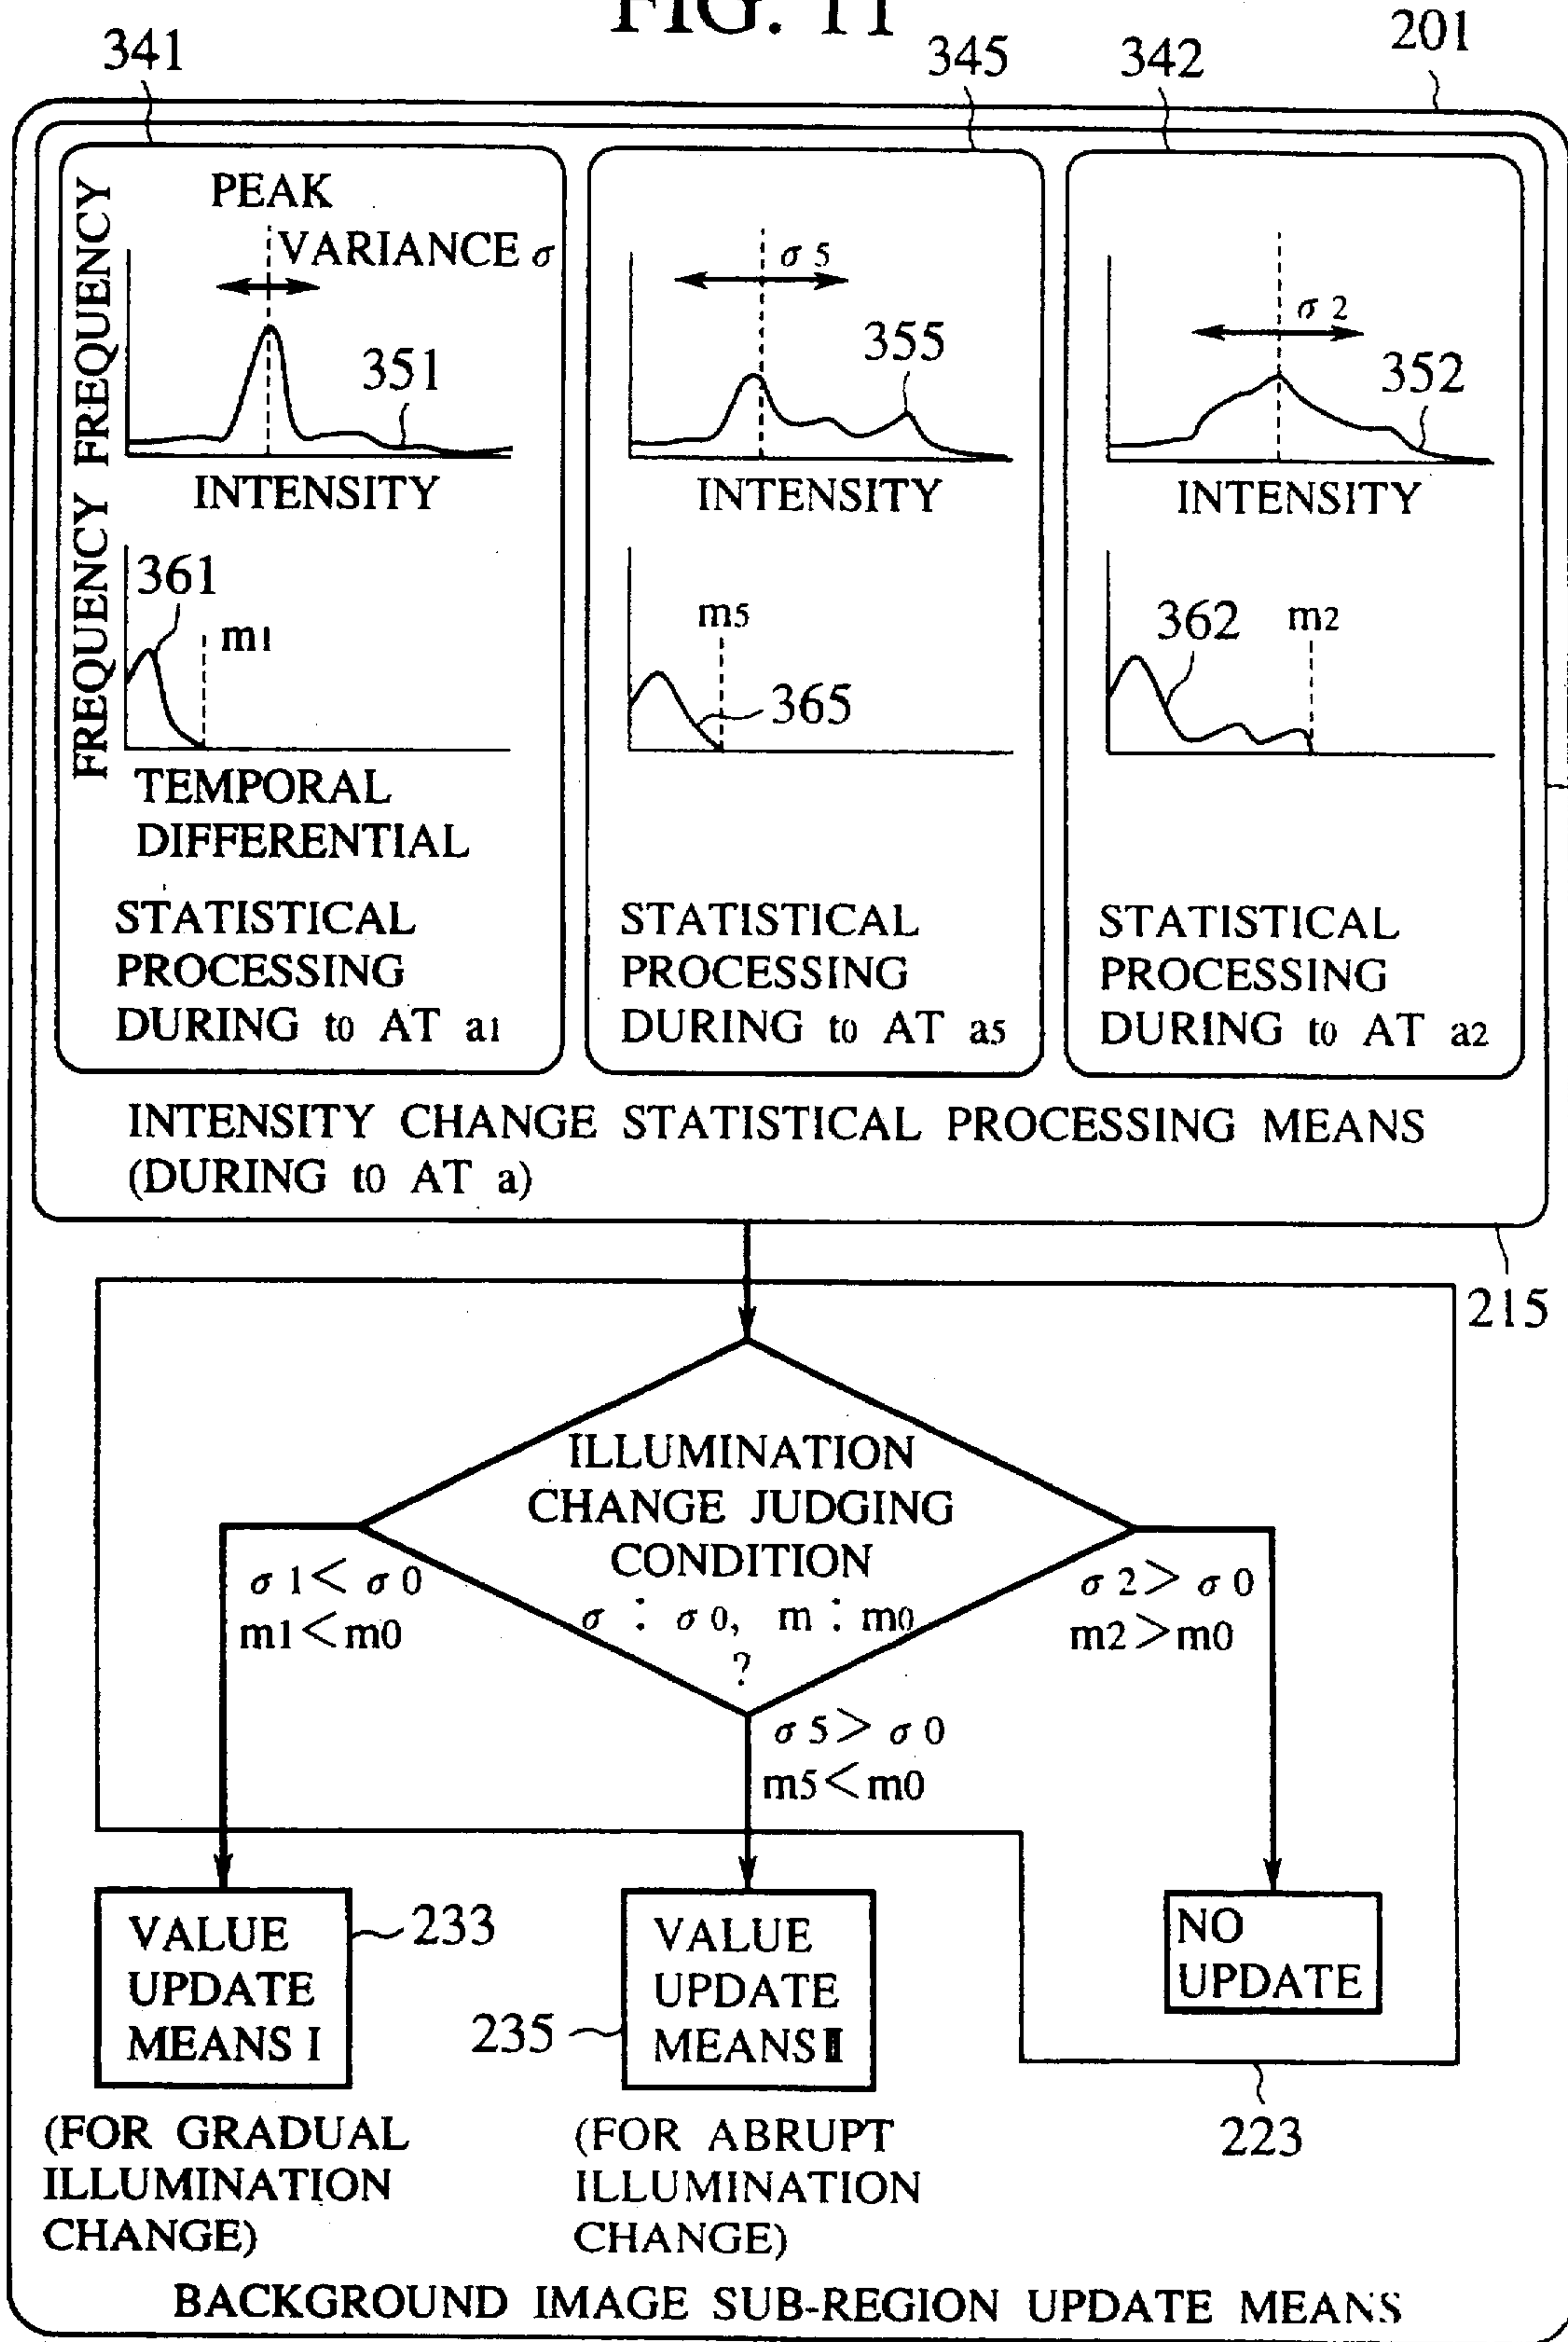 FIG. 11
341
345
342
201
PEAK
VARIANCE σ
FREQUENCY
351
INTENSITY
FREQUENCY
361
m1
TEMPORAL
DIFFERENTIAL
STATISTICAL
PROCESSING
DURING t0 AT a1
σ 5
355
INTENSITY
m5
365
STATISTICAL
PROCESSING
DURING t0 AT a5
σ 2
352
INTENSITY
362
m2
STATISTICAL
PROCESSING
DURING t0 AT a2
INTENSITY CHANGE STATISTICAL PROCESSING MEANS
(DURING t0 AT a)
215
ILLUMINATION
CHANGE JUDGING
CONDITION
σ : σ 0, m : m0
?
σ 1< σ 0
m1<m0
σ 5> σ 0
m5<m0
σ 2> σ 0
m2>m0
VALUE
UPDATE
MEANS I
233
(FOR GRADUAL
ILLUMINATION
CHANGE)
VALUE
UPDATE
MEANS II
235
(FOR ABRUPT
ILLUMINATION
CHANGE)
NO
UPDATE
223
BACKGROUND IMAGE SUB-REGION UPDATE MEANS